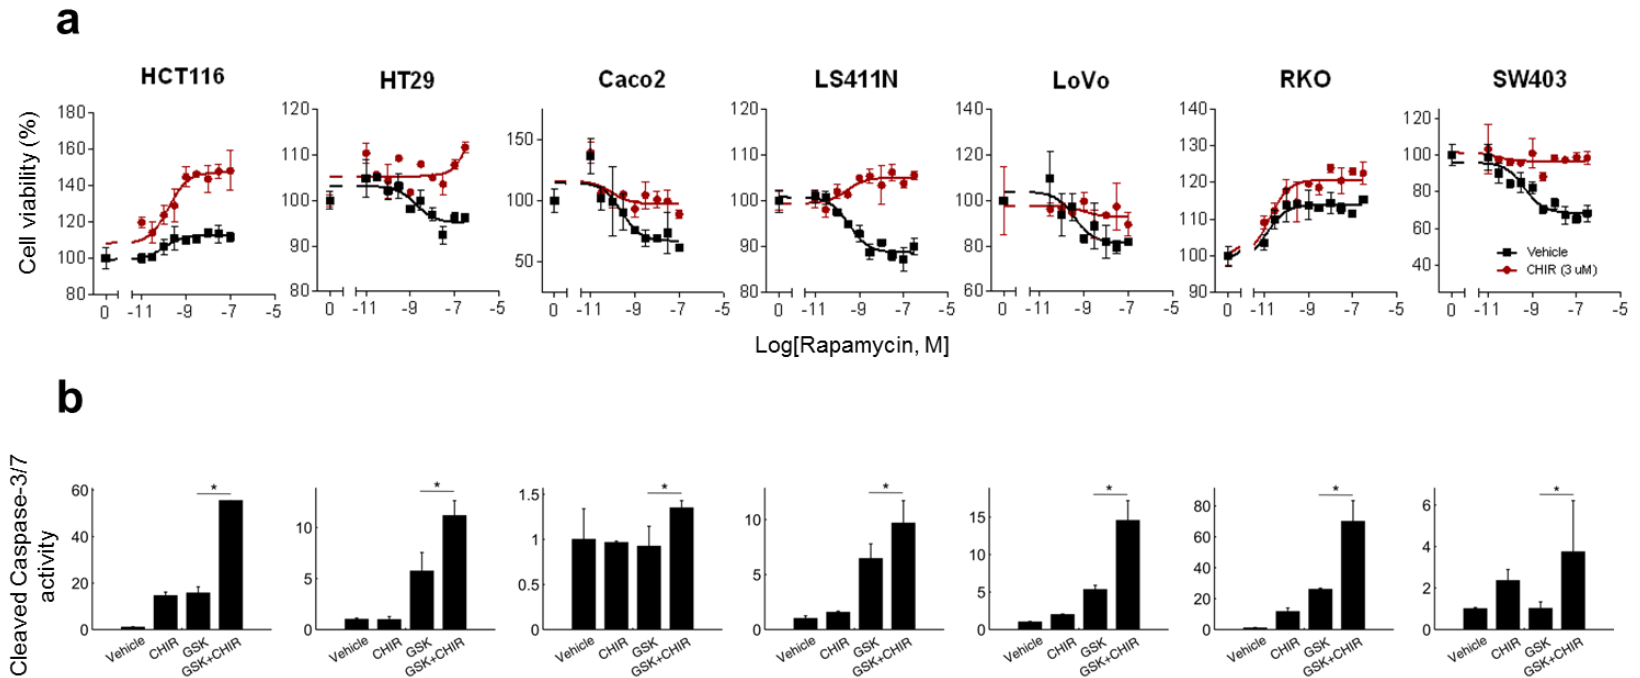 a
HCT116 HT29 Caco2 LS411N LoVo RKO SW403
Cell viability (%)
180 160 140 120 100 80
120 110 100 90 80
150 100 50
120 110 100 90 80
140 120 100 80 60
140 130 120 110 100 90
120 100 80 60 40
Vehicle
CHIR (3 uM)
0 -11 -9 -7 -5 0 -11 -9 -7 -5 0 -11 -9 -7 -5 0 -11 -9 -7 -5 0 -11 -9 -7 -5 0 -11 -9 -7 -5 0 -11 -9 -7 -5
Log[Rapamycin, M]
b
Cleaved Caspase-3/7
activity
60 40 20 0
10 5 0
1.5 1 0.5 0
10 5 0
15 10 5 0
80 60 40 20 0
6 4 2 0
* * * * * * *
Vehicle CHIR GSK GSK+CHIR Vehicle CHIR GSK GSK+CHIR Vehicle CHIR GSK GSK+CHIR Vehicle CHIR GSK GSK+CHIR Vehicle CHIR GSK GSK+CHIR Vehicle CHIR GSK GSK+CHIR Vehicle CHIR GSK GSK+CHIR